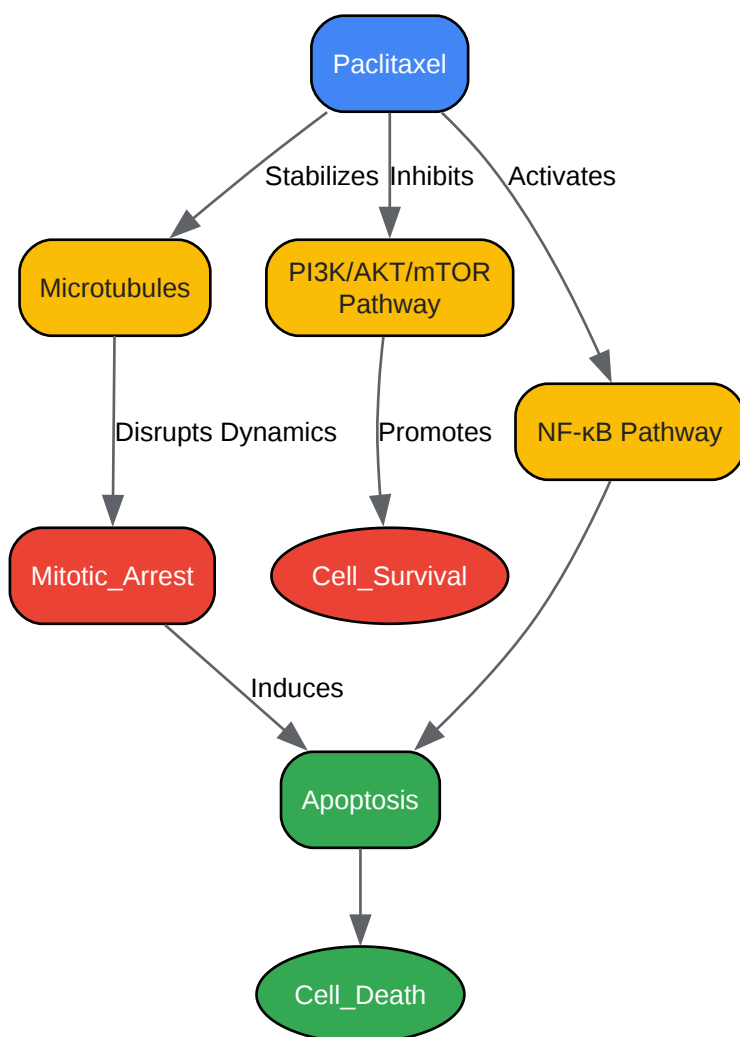 Paclitaxel
Stabilizes
Inhibits
Activates
Microtubules
PI3K/AKT/mTOR
Pathway
Disrupts Dynamics
Promotes
NF-κB Pathway
Mitotic_Arrest
Cell_Survival
Induces
Apoptosis
Cell_Death